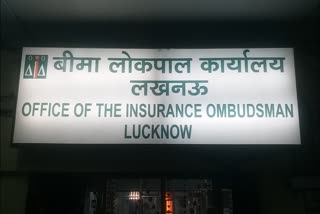 बीमा लोकपाल कार्यालय
लखनऊ
OFFICE OF THE INSURANCE OMBUDSMAN
LUCKNOW